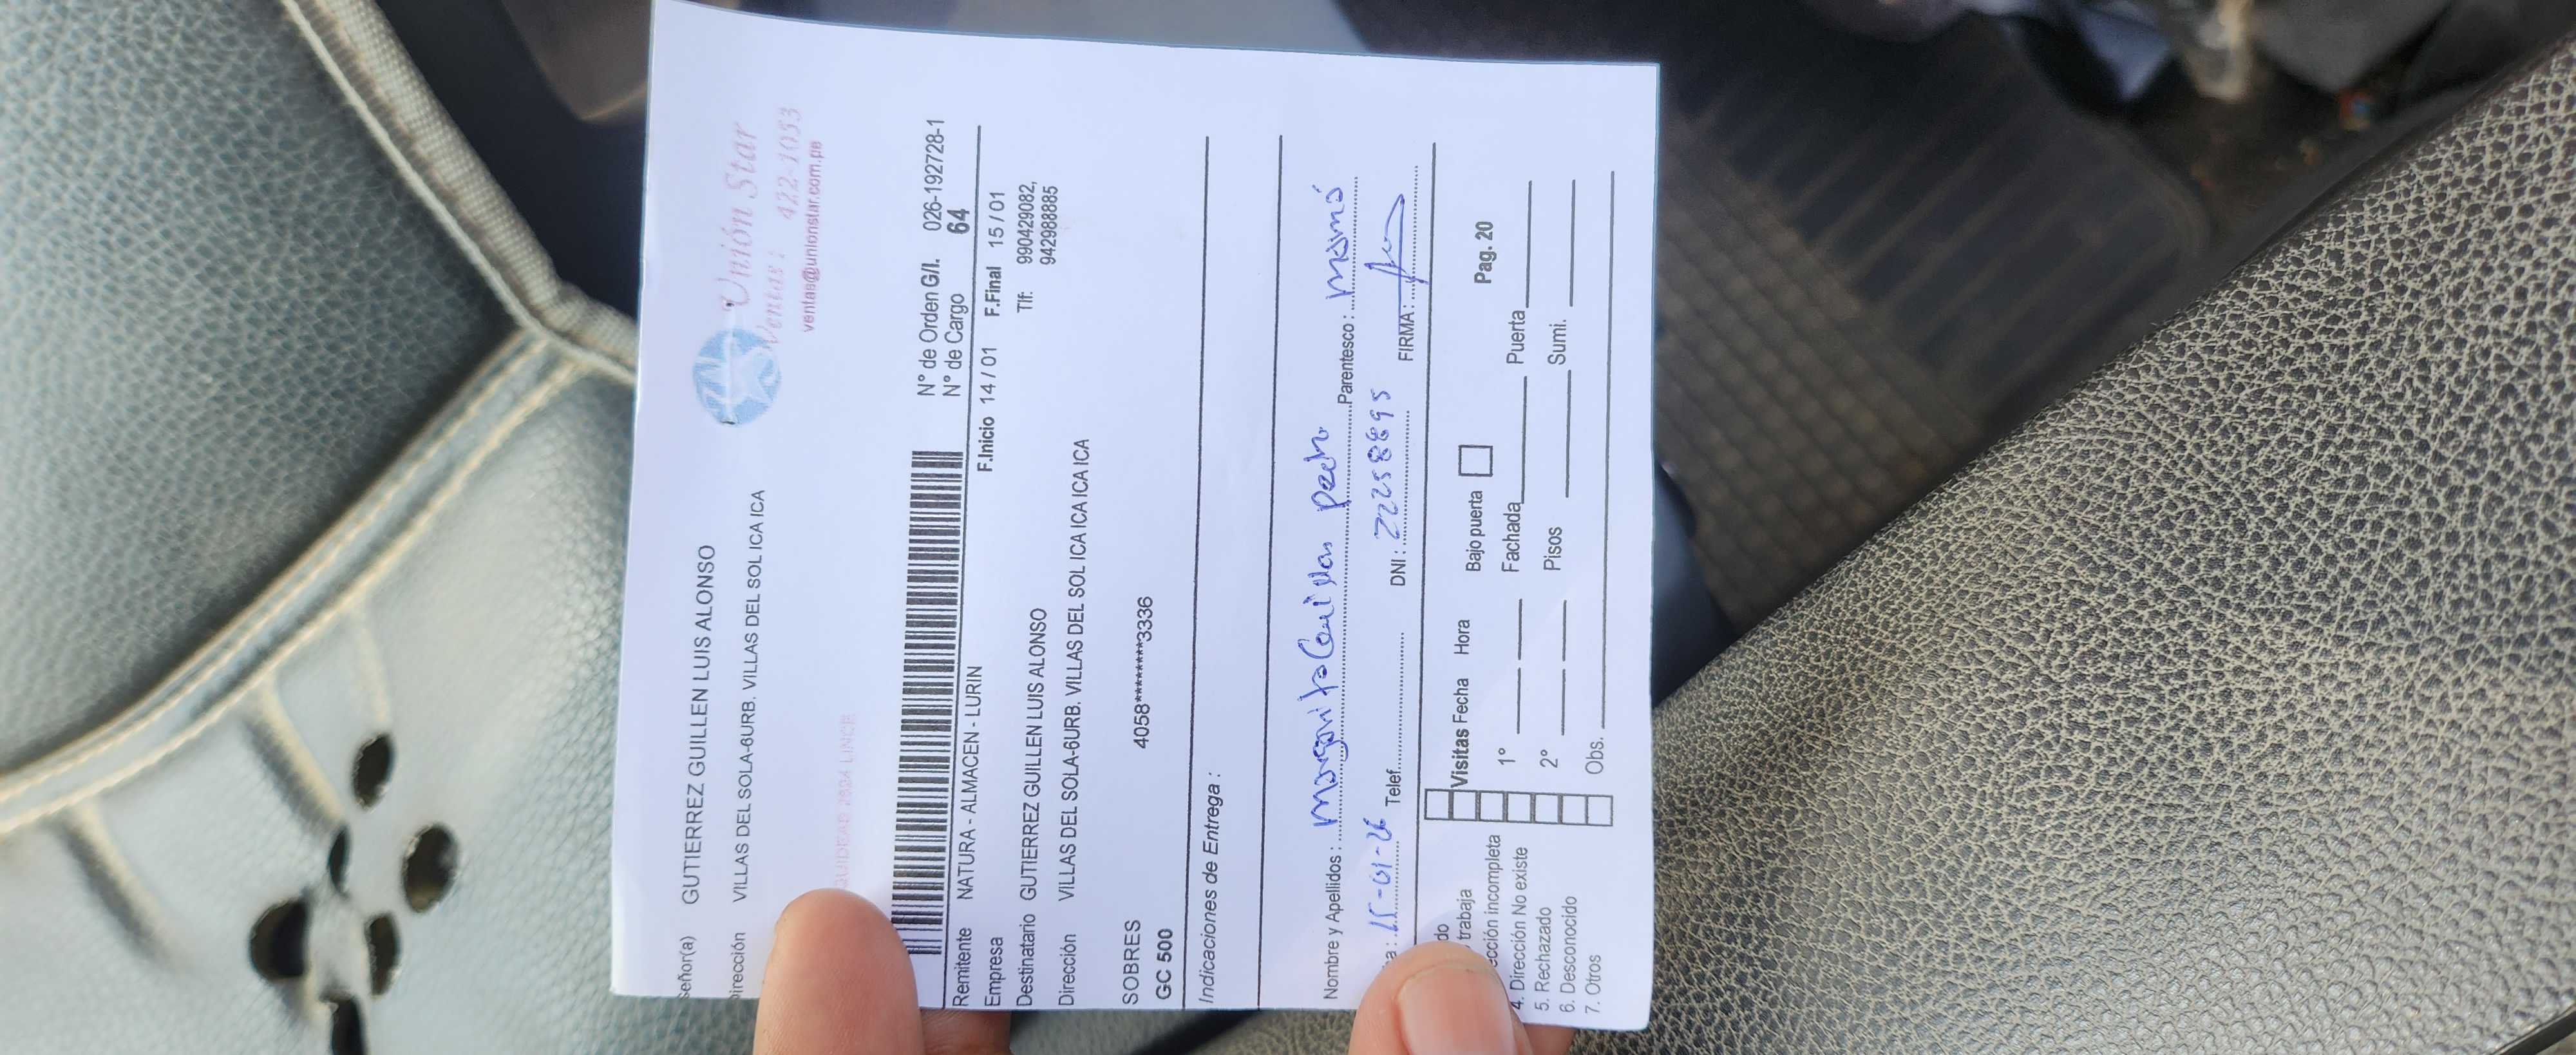 Señor(a) GUTIERREZ GUILLEN LUIS ALONSO
Unión Star
Ventas: 422-1053
Dirección VILLAS DEL SOLA-6URB. VILLAS DEL SOL ICA ICA
ventas@unionstar.com.pe
N° de Orden G/I. 026-192728-1
N° de Cargo 64
Remitente NATURA - ALMACEN - LURIN
F.Inicio 14 / 01 F.Final 15 / 01
Empresa
Destinatario GUTIERREZ GUILLEN LUIS ALONSO
Tlf: 990429082,
942988885
Dirección VILLAS DEL SOLA-6URB. VILLAS DEL SOL ICA ICA ICA ICA
SOBRES 4058*********3336
GC 500
Indicaciones de Entrega :
Nombre y Apellidos : Margarita Parentesco : mamá
15-01-26 Telef. DNI : 22258895 FIRMA :
trabaja
Visitas Fecha Hora Bajo puerta Pag. 20
ección incompleta
4. Dirección No existe 1° Fachada Puerta
5. Rechazado
6. Desconocido 2° Pisos Sumi.
7. Otros Obs.